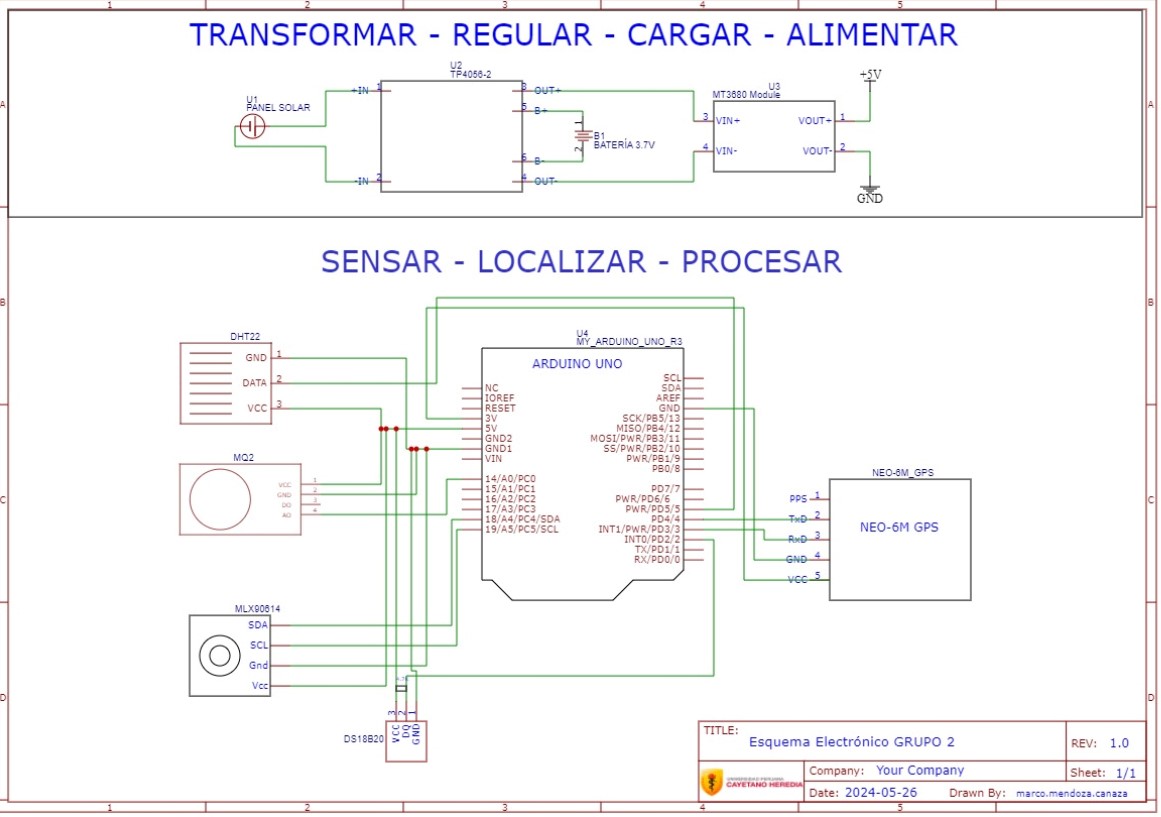 1 2 3 4 5
TRANSFORMAR - REGULAR - CARGAR - ALIMENTAR
A
U1
PANEL SOLAR
U2
TP4056-2
+IN 1
-IN 2
3 OUT+
5 B+
6 B-
4 OUT-
1
2
B1
BATERÍA 3.7V
U3
MT3680 Module
3 VIN+
4 VIN-
VOUT+ 1
VOUT- 2
+5V
GND
A
SENSAR - LOCALIZAR - PROCESAR
B
B
DHT22
GND 1
DATA 2
VCC 3
MQ2
VCC 1
GND 2
DO 3
AO 4
MLX90614
SDA
SCL
Gnd
Vcc
DS18B20
3 2 1
VCC
DQ
GND
U4
MY_ARDUINO_UNO_R3
ARDUINO UNO
NC
IOREF
RESET
3V
5V
GND2
GND1
VIN
14/A0/PC0
15/A1/PC1
16/A2/PC2
17/A3/PC3
18/A4/PC4/SDA
19/A5/PC5/SCL
SCL
SDA
AREF
GND
SCK/PB5/13
MISO/PB4/12
MOSI/PWR/PB3/11
SS/PWR/PB2/10
PWR/PB1/9
PB0/8
PD7/7
PWR/PD6/6
PWR/PD5/5
PD4/4
INT1/PWR/PD3/3
INT0/PD2/2
TX/PD1/1
RX/PD0/0
NEO-6M_GPS
NEO-6M GPS
PPS 1
TxD 2
RxD 3
GND 4
VCC 5
C
C
D
D
TITLE:
Esquema Electrónico GRUPO 2
REV: 1.0
CAYETANO HEREDIA
Company: Your Company
Sheet: 1/1
Date: 2024-05-26 Drawn By: marco.mendoza.canaza
1 2 3 4 5